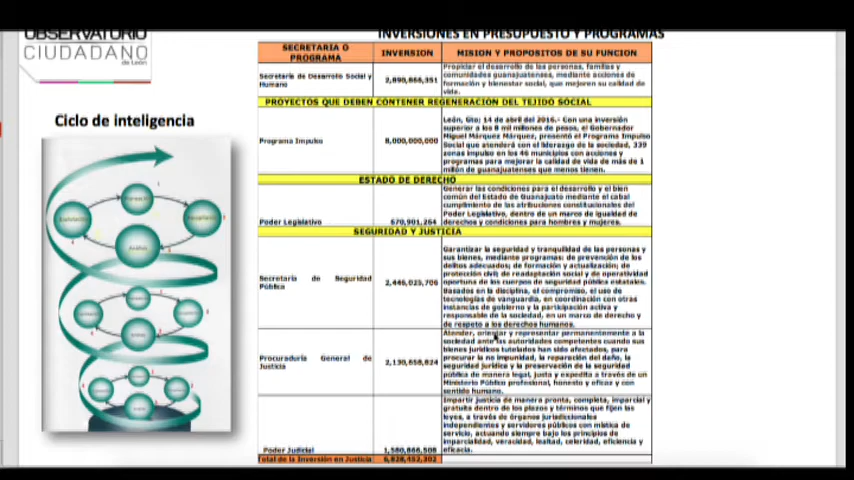 OBSERVATORIO
CIUDADANO
de León
Ciclo de inteligencia
INVERSIONES EN PRESUPUESTO Y PROGRAMAS
SECRETARIA O PROGRAMA
INVERSION
MISION Y PROPOSITOS DE SU FUNCION
Secretaria de Desarrollo Social y
Humano
2,890,866,351
Propiciar el desarrollo de las personas, familias y
comunidades guanajuatenses, mediante acciones de
formación y bienestar social, que mejoren su calidad de
vida.
PROYECTOS QUE DEBEN CONTENER REGENERACION DEL TEJIDO SOCIAL
Programa Impulso
8,000,000,000
León, Gto; 14 de abril del 2016.- Con una inversión
superior a los 8 mil millones de pesos, el Gobernador
Miguel Márquez Márquez, presentó el Programa Impulso
Social que atenderá con el liderazgo de la sociedad, 339
zonas impulso en los 46 municipios con acciones y
programas para mejorar la calidad de vida de más de 1
millón de guanajuatenses que menos tienen.
ESTADO DE DERECHO
Poder Legislativo
670,901,264
Generar las condiciones para el desarrollo y el bien
común del Estado de Guanajuato mediante el cabal
cumplimiento de las atribuciones constitucionales del
Poder Legislativo, dentro de un marco de igualdad de
derechos y condiciones para hombres y mujeres.
SEGURIDAD Y JUSTICIA
Secretaria de Seguridad
Pública
2,446,025,706
Garantizar la seguridad y tranquilidad de las personas y
sus bienes, mediante programas: de prevención de los
delitos adecuados; de formación y actualización; de
protección civil; de readaptación social y de operatividad
oportuna de los cuerpos de seguridad pública estatales.
Basados en la disciplina, el compromiso, el uso de
tecnologías de vanguardia, en coordinación con otras
instancias de gobierno y la participación activa y
responsable de la sociedad, en un marco de derecho y
de respeto a los derechos humanos.
Procuraduría General de
Justicia
Atender, orientar y representar permanentemente a la
sociedad ante las autoridades competentes cuando sus
bienes jurídicos tutelados han sido afectados, para
procurar la no impunidad, la reparación del daño, la
seguridad jurídica y la preservación de la seguridad
pública de manera legal, justa y expedita a través de un
Ministerio Público profesional, honesto y eficaz y con
sentido humano.
Poder Judicial
1,580,866,508
Impartir justicia de manera pronta, completa, imparcial y
gratuita dentro de los plazos y términos que fijen las
leyes, a través de órganos jurisdiccionales
independientes y servidores públicos con mística de
servicio, actuando siempre bajo los principios de
imparcialidad, veracidad, lealtad, celeridad, eficiencia y
eficacia.
Total de la Inversión en Justicia
6,828,452,302